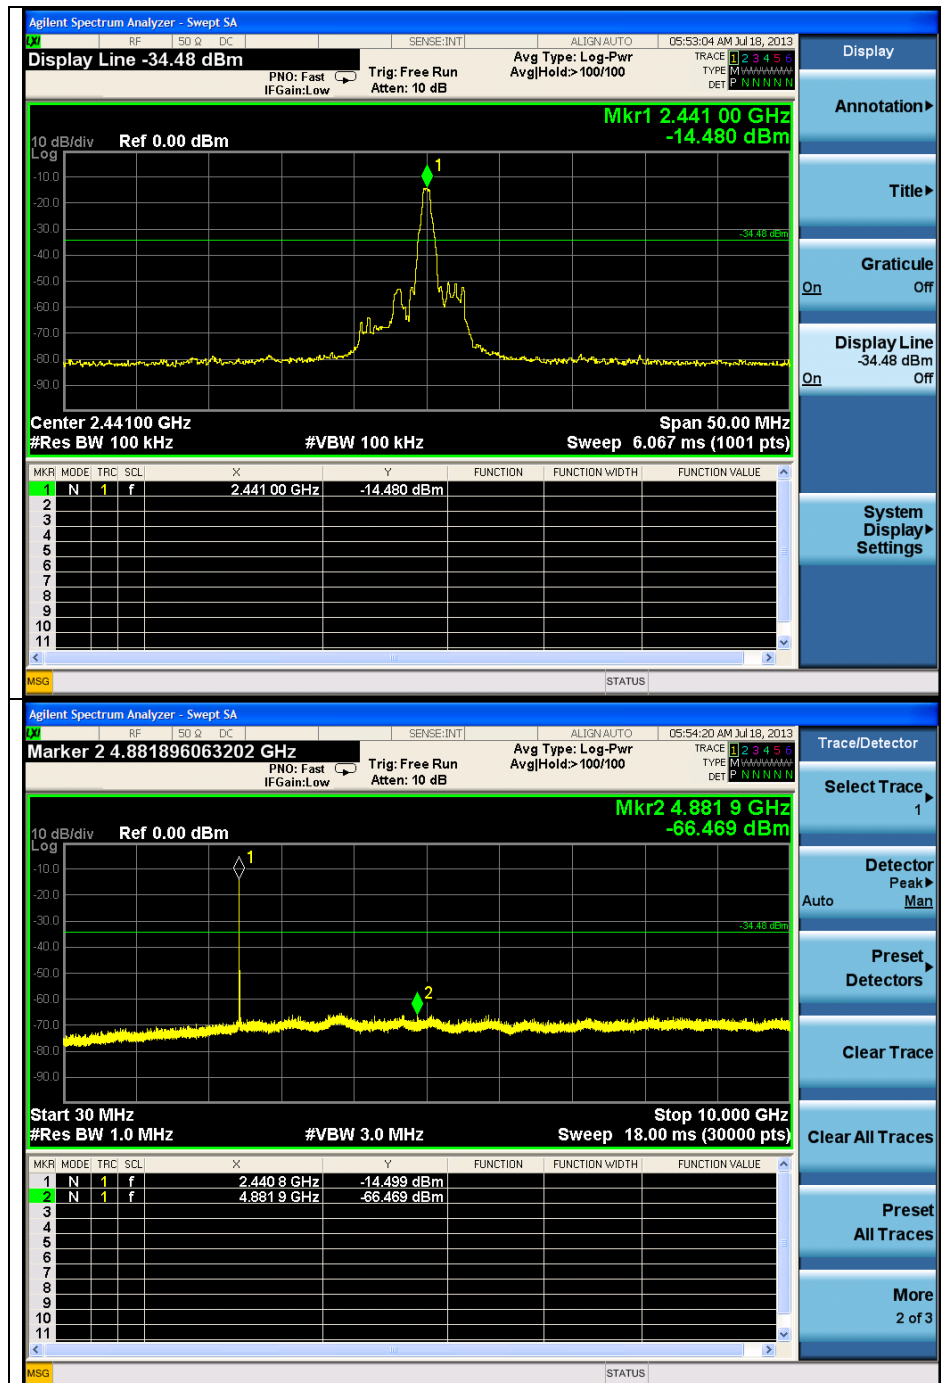 Agilent Spectrum Analyzer - Swept SA
LXI RF 50 Ω DC SENSE:INT ALIGN AUTO 05:53:04 AM Jul 18, 2013
Display Line -34.48 dBm
PNO: Fast
IFGain:Low
Trig: Free Run
Atten: 10 dB
Avg Type: Log-Pwr
Avg|Hold:>100/100
TRACE 1 2 3 4 5 6
TYPE M
DET P N N N N N
Mkr1 2.441 00 GHz
-14.480 dBm
10 dB/div Ref 0.00 dBm
Log
1
-10.0
-20.0
-30.0
-34.48 dBm
-40.0
-50.0
-60.0
-70.0
-80.0
-90.0
Center 2.44100 GHz Span 50.00 MHz
#Res BW 100 kHz #VBW 100 kHz Sweep 6.067 ms (1001 pts)
MKR MODE TRC SCL X Y FUNCTION FUNCTION WIDTH FUNCTION VALUE
1 N 1 f 2.441 00 GHz -14.480 dBm
2
3
4
5
6
7
8
9
10
11
MSG STATUS
Display
Annotation
Title
Graticule
On Off
Display Line
-34.48 dBm
On Off
System
Display
Settings
Agilent Spectrum Analyzer - Swept SA
LXI RF 50 Ω DC SENSE:INT ALIGN AUTO 05:54:20 AM Jul 18, 2013
Marker 2 4.881896063202 GHz
PNO: Fast
IFGain:Low
Trig: Free Run
Atten: 10 dB
Avg Type: Log-Pwr
Avg|Hold:>100/100
TRACE 1 2 3 4 5 6
TYPE M
DET P N N N N N
Mkr2 4.881 9 GHz
-66.469 dBm
10 dB/div Ref 0.00 dBm
Log
1
-10.0
-20.0
-30.0
-34.48 dBm
-40.0
-50.0
2
-60.0
-70.0
-80.0
-90.0
Start 30 MHz Stop 10.000 GHz
#Res BW 1.0 MHz #VBW 3.0 MHz Sweep 18.00 ms (30000 pts)
MKR MODE TRC SCL X Y FUNCTION FUNCTION WIDTH FUNCTION VALUE
1 N 1 f 2.440 8 GHz -14.499 dBm
2 N 1 f 4.881 9 GHz -66.469 dBm
3
4
5
6
7
8
9
10
11
MSG STATUS
Trace/Detector
Select Trace
1
Detector
Peak
Auto Man
Preset
Detectors
Clear Trace
Clear All Traces
Preset
All Traces
More
2 of 3